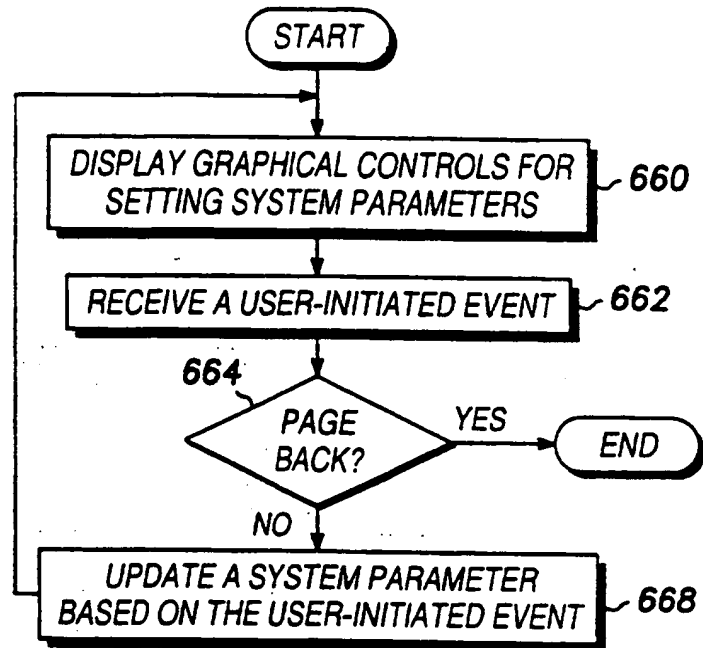 START
DISPLAY GRAPHICAL CONTROLS FOR
SETTING SYSTEM PARAMETERS
660
RECEIVE A USER-INITIATED EVENT
662
664
PAGE
BACK?
YES
END
NO
UPDATE A SYSTEM PARAMETER
BASED ON THE USER-INITIATED EVENT
668